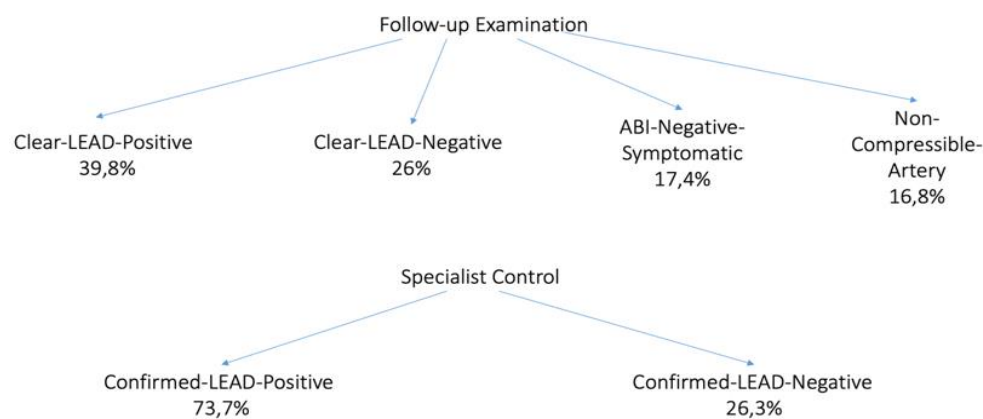 Follow-up Examination
Clear-LEAD-Positive
39,8%
Clear-LEAD-Negative
26%
ABI-Negative-
Symptomatic
17,4%
Non-
Compressible-
Artery
16,8%
Specialist Control
Confirmed-LEAD-Positive
73,7%
Confirmed-LEAD-Negative
26,3%